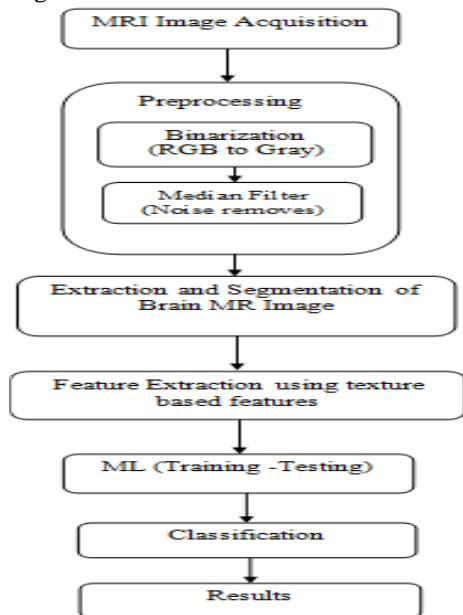 MRI Image Acquisition
Preprocessing
Binarization
(RGB to Gray)
Median Filter
(Noise removes)
Extraction and Segmentation of
Brain MR Image
Feature Extraction using texture
based features
ML (Training -Testing)
Classification
Results